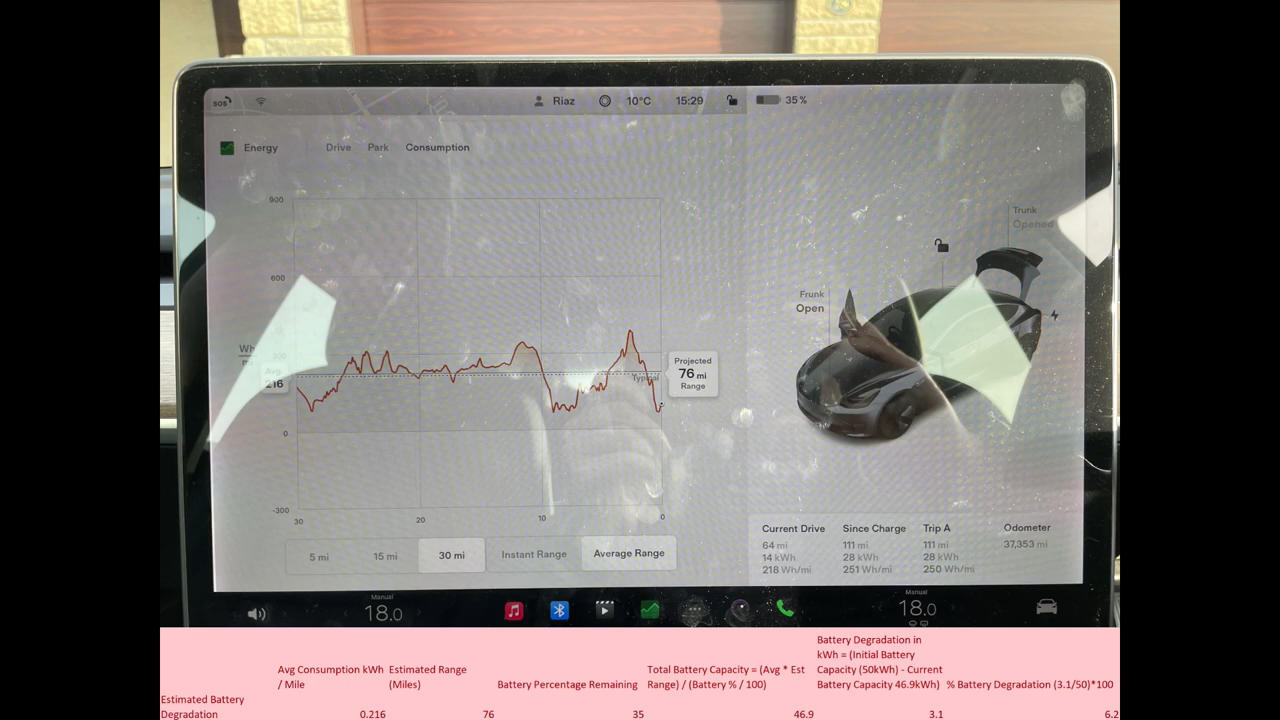 SOS
Riaz
10°C
15:29
35%
Energy
Drive
Park
Consumption
900
600
300
0
-300
Wh
Avg
216
Typical
Projected
76 mi
Range
30
20
10
0
5 mi
15 mi
30 mi
Instant Range
Average Range
Trunk
Opened
Frunk
Open
Current Drive
64 mi
14 kWh
218 Wh/mi
Since Charge
111 mi
28 kWh
251 Wh/mi
Trip A
111 mi
28 kWh
250 Wh/mi
Odometer
37,353 mi
Manual
18.0
Manual
18.0
Avg Consumption kWh
/ Mile
Estimated Range
(Miles)
Battery Percentage Remaining
Total Battery Capacity = (Avg * Est
Range) / (Battery % / 100)
Battery Degradation in
kWh = (Initial Battery
Capacity (50kWh) - Current
Battery Capacity 46.9kWh)
% Battery Degradation (3.1/50)*100
Estimated Battery
Degradation
0.216
76
35
46.9
3.1
6.2